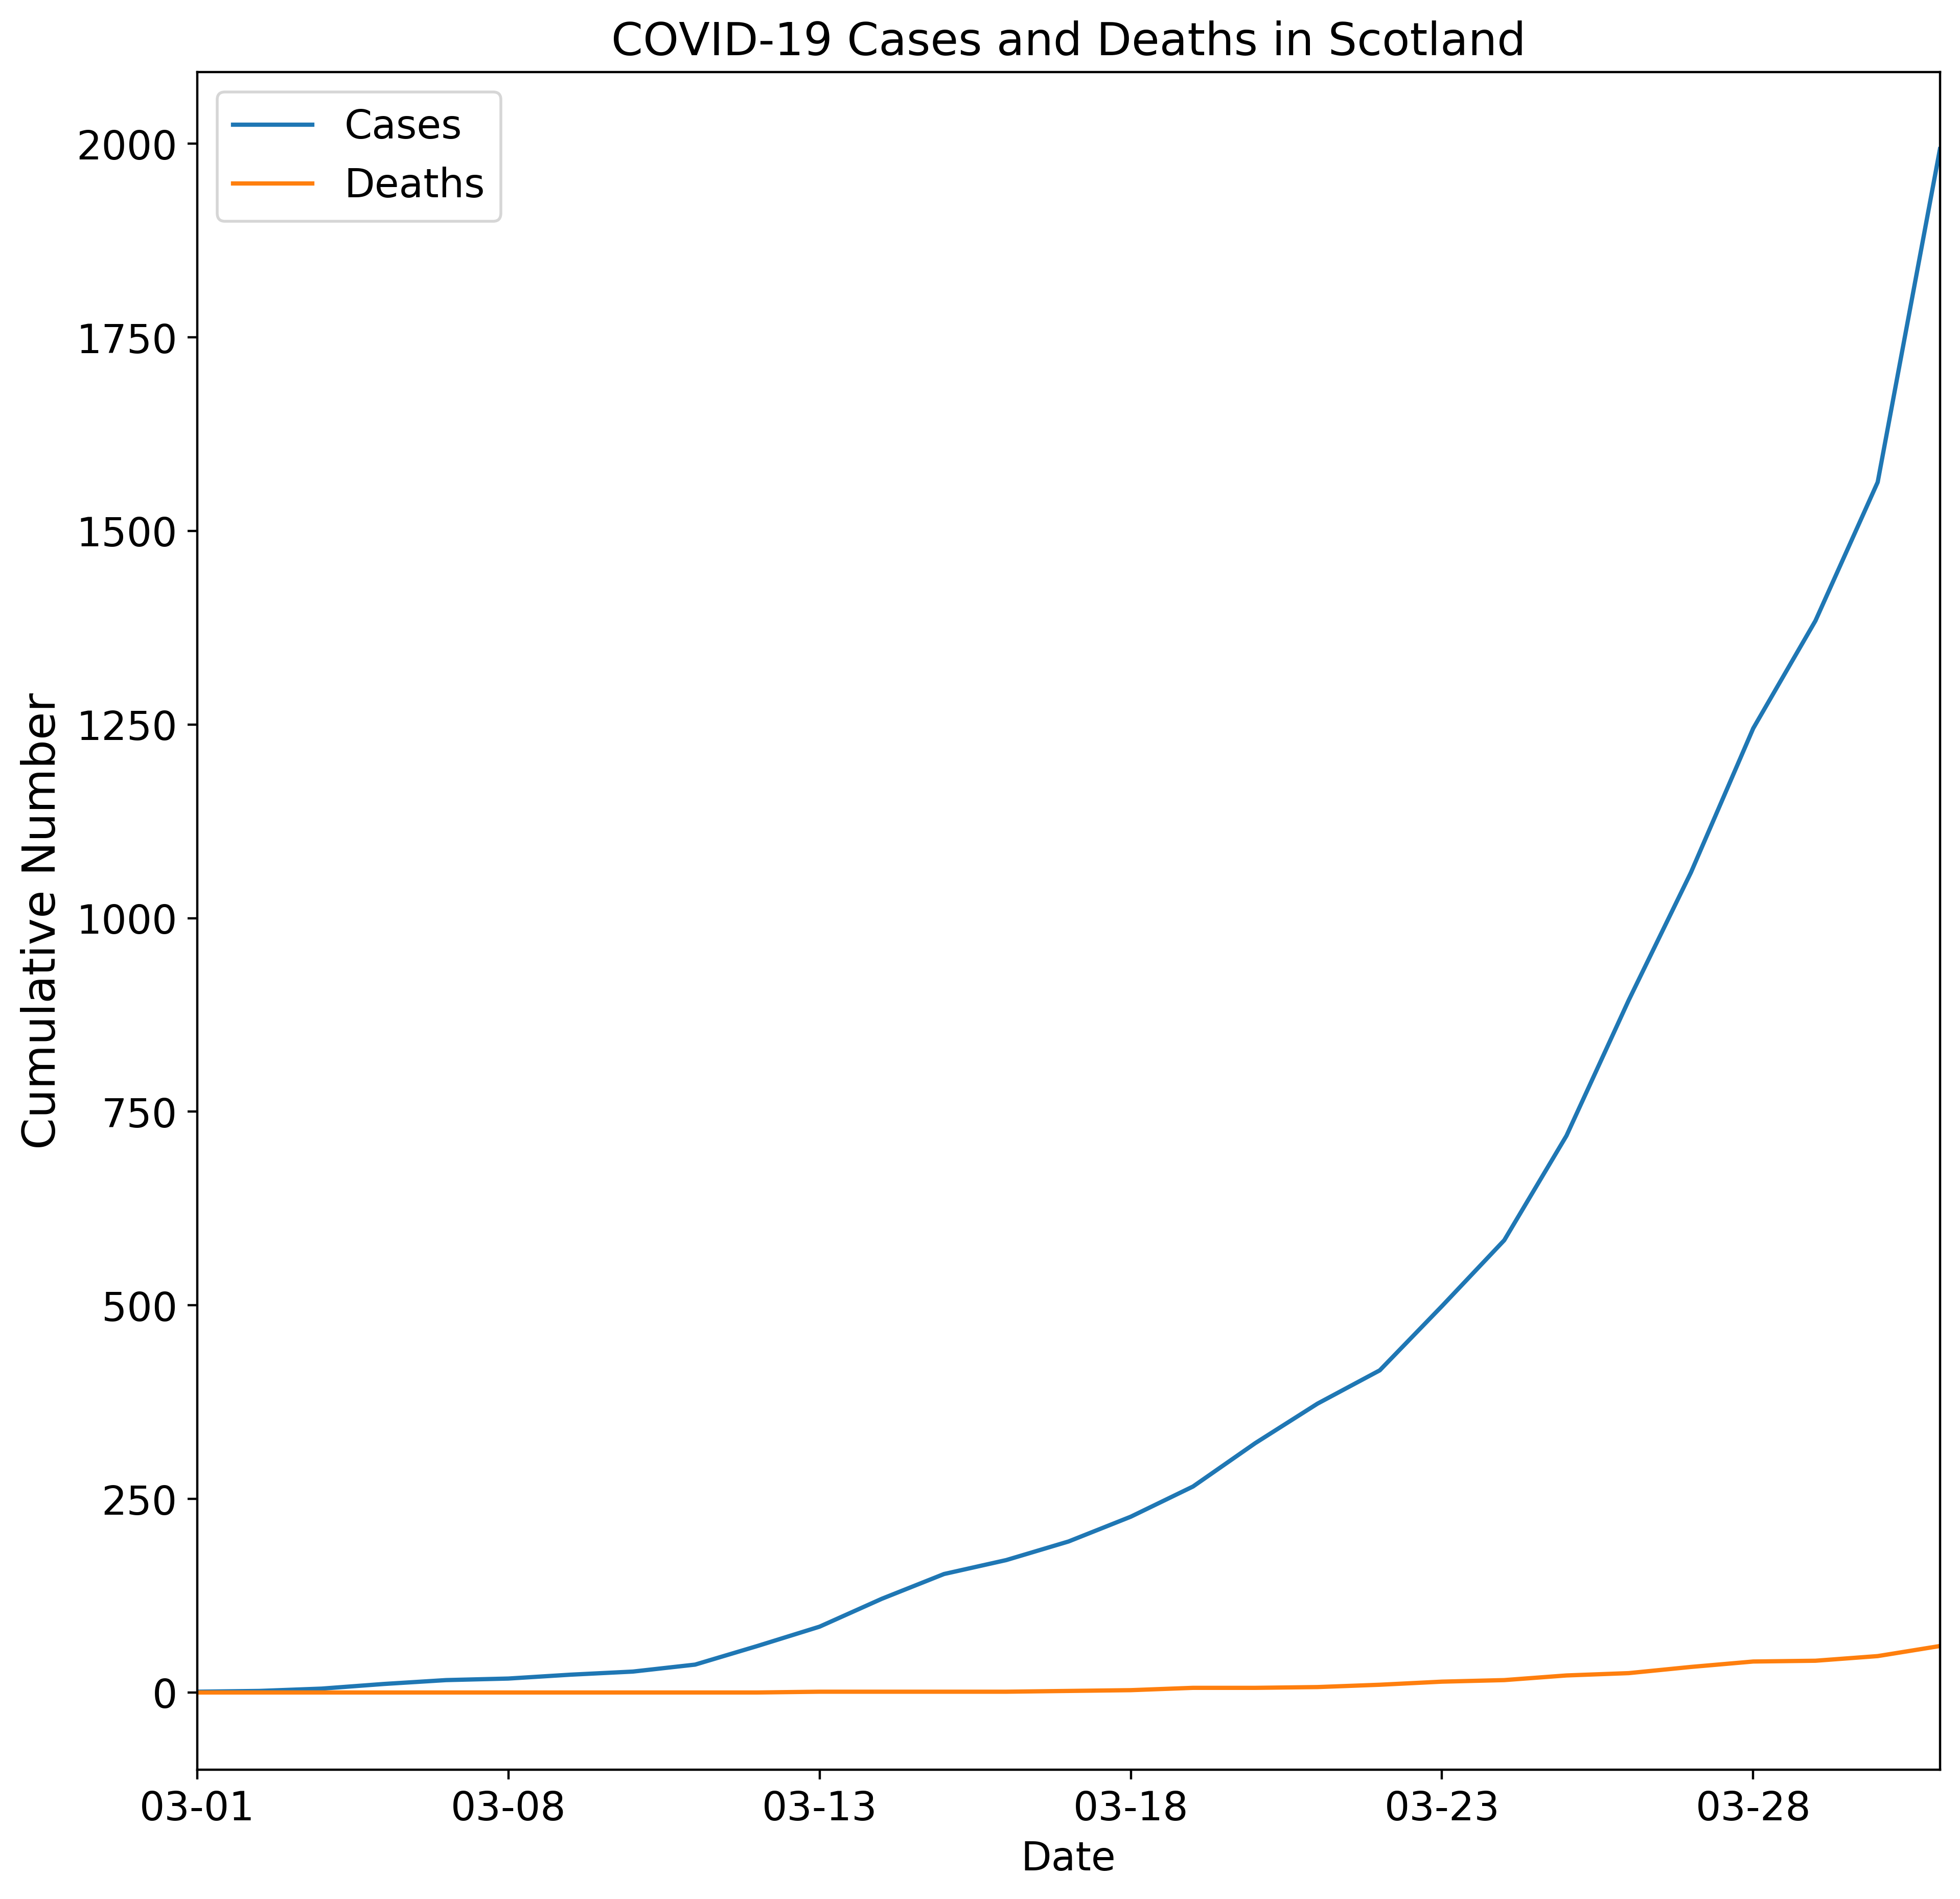 COVID-19 Cases and Deaths in Scotland
Cases
Deaths
2000
1750
1500
1250
1000
750
500
250
0
Cumulative Number
03-01 03-08 03-13 03-18 03-23 03-28
Date